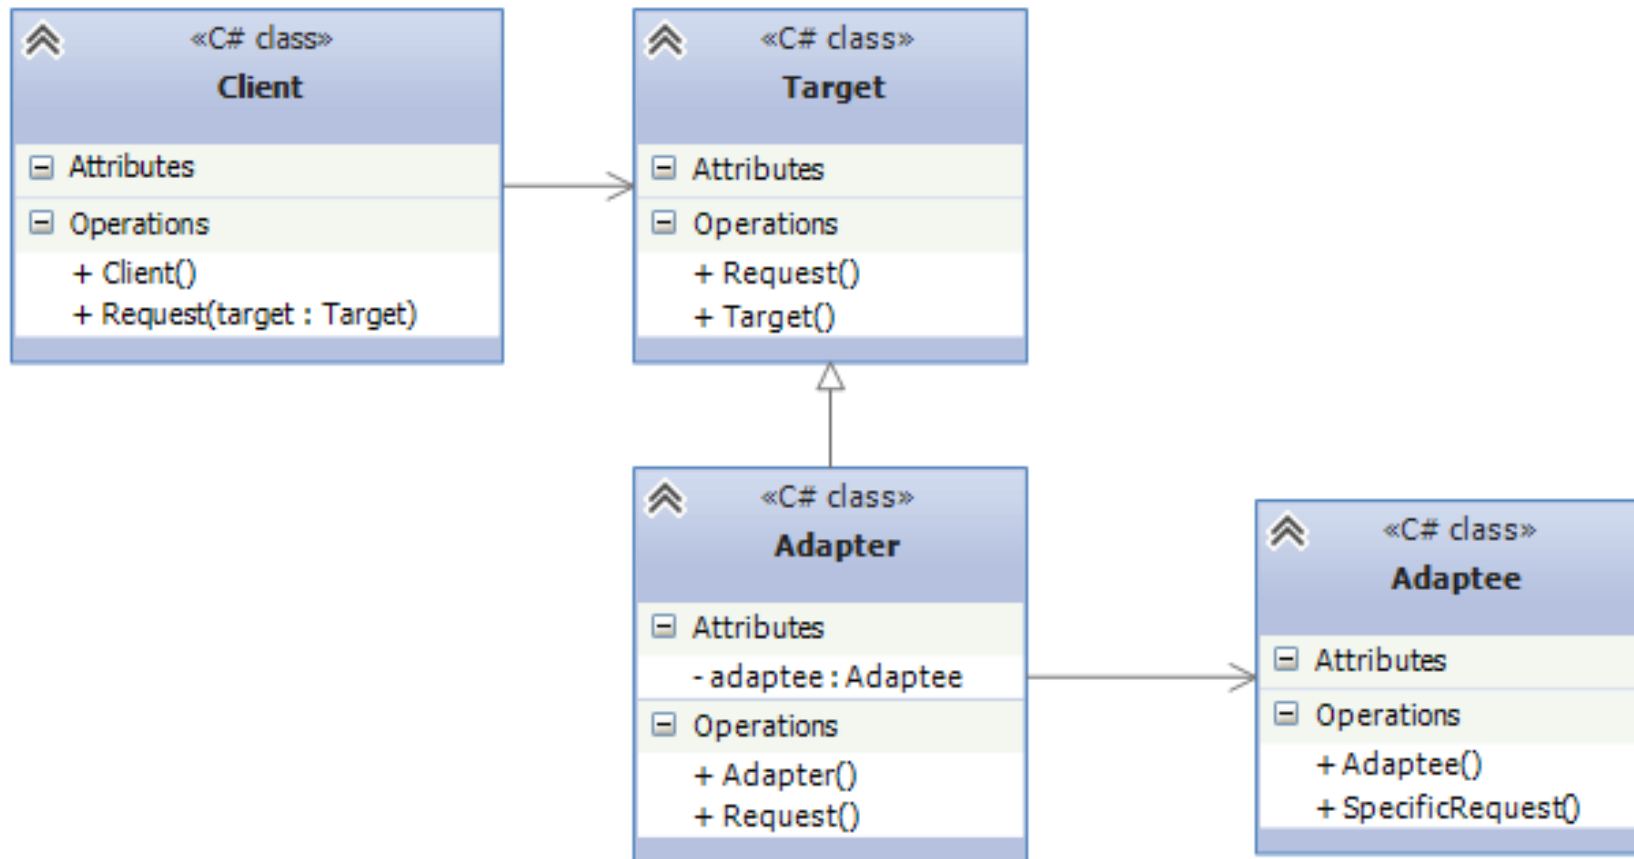 «C# class»
Client
Attributes
Operations
+ Client()
+ Request(target : Target)
«C# class»
Target
Attributes
Operations
+ Request()
+ Target()
«C# class»
Adapter
Attributes
- adaptee : Adaptee
Operations
+ Adapter()
+ Request()
«C# class»
Adaptee
Attributes
Operations
+ Adaptee()
+ SpecificRequest()